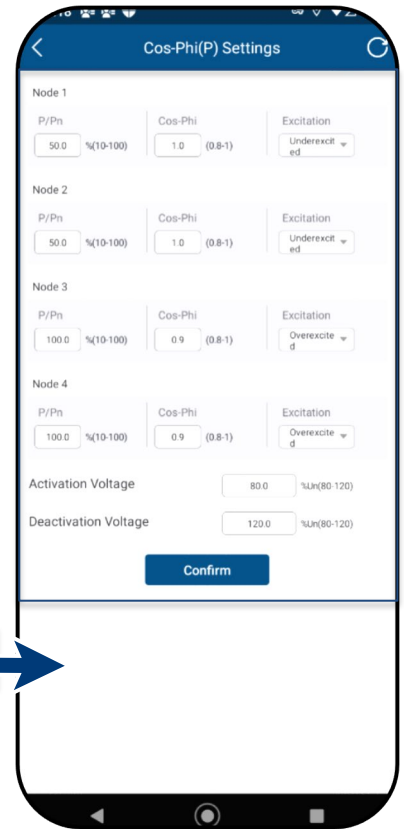 Cos-Phi(P) Settings
Node 1
P/Pn Cos-Phi Excitation
50.0 %(10-100) 1.0 (0.8-1) Underexcit
ed
Node 2
P/Pn Cos-Phi Excitation
50.0 %(10-100) 1.0 (0.8-1) Underexcit
ed
Node 3
P/Pn Cos-Phi Excitation
100.0 %(10-100) 0.9 (0.8-1) Overexcite
d
Node 4
P/Pn Cos-Phi Excitation
100.0 %(10-100) 0.9 (0.8-1) Overexcite
d
Activation Voltage 80.0 %Un(80-120)
Deactivation Voltage 120.0 %Un(80-120)
Confirm